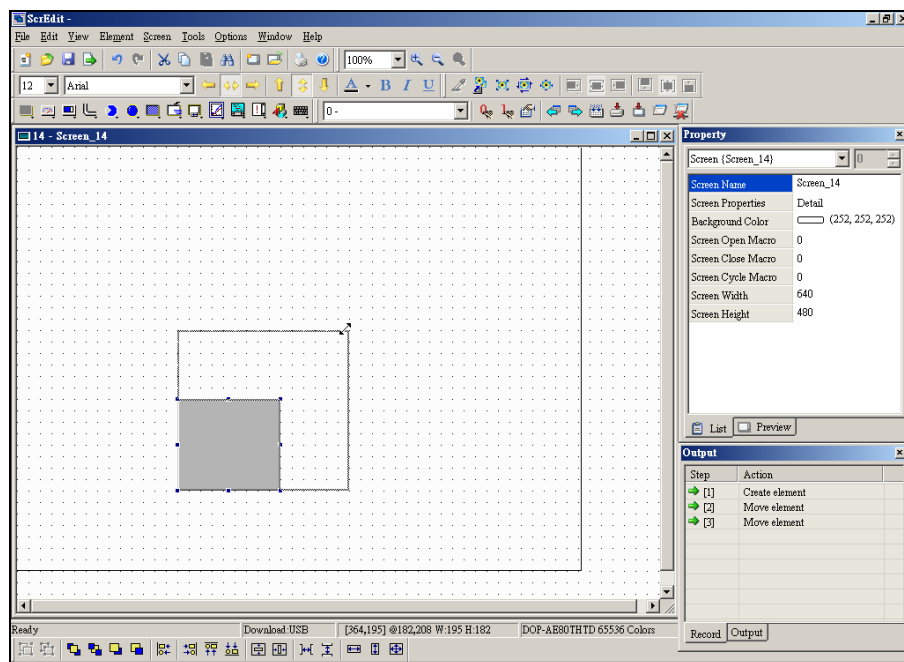 ScrEdit -
File Edit View Element Screen Tools Options Window Help
100%
12 Arial A B I U
0 -
14 - Screen_14
Property
Screen {Screen_14} 0
Screen Name Screen_14
Screen Properties Detail
Background Color (252, 252, 252)
Screen Open Macro 0
Screen Close Macro 0
Screen Cycle Macro 0
Screen Width 640
Screen Height 480
List Preview
Output
Step Action
[1] Create element
[2] Move element
[3] Move element
Record Output
Ready Download:USB [364,195] @182,208 W:195 H:182 DOP-AE80THTD 65536 Colors